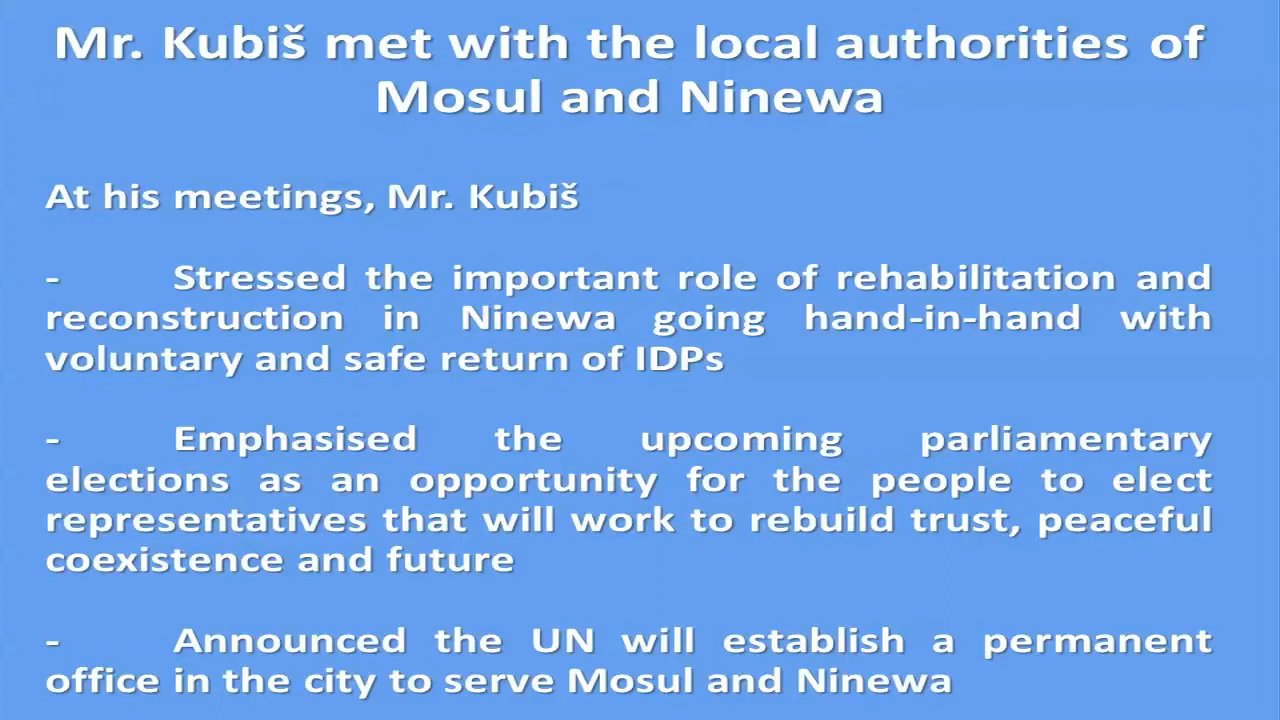 Mr. Kubiš met with the local authorities of
Mosul and Ninewa
At his meetings, Mr. Kubiš
- Stressed the important role of rehabilitation and
reconstruction in Ninewa going hand-in-hand with
voluntary and safe return of IDPs
- Emphasised the upcoming parliamentary
elections as an opportunity for the people to elect
representatives that will work to rebuild trust, peaceful
coexistence and future
- Announced the UN will establish a permanent
office in the city to serve Mosul and Ninewa